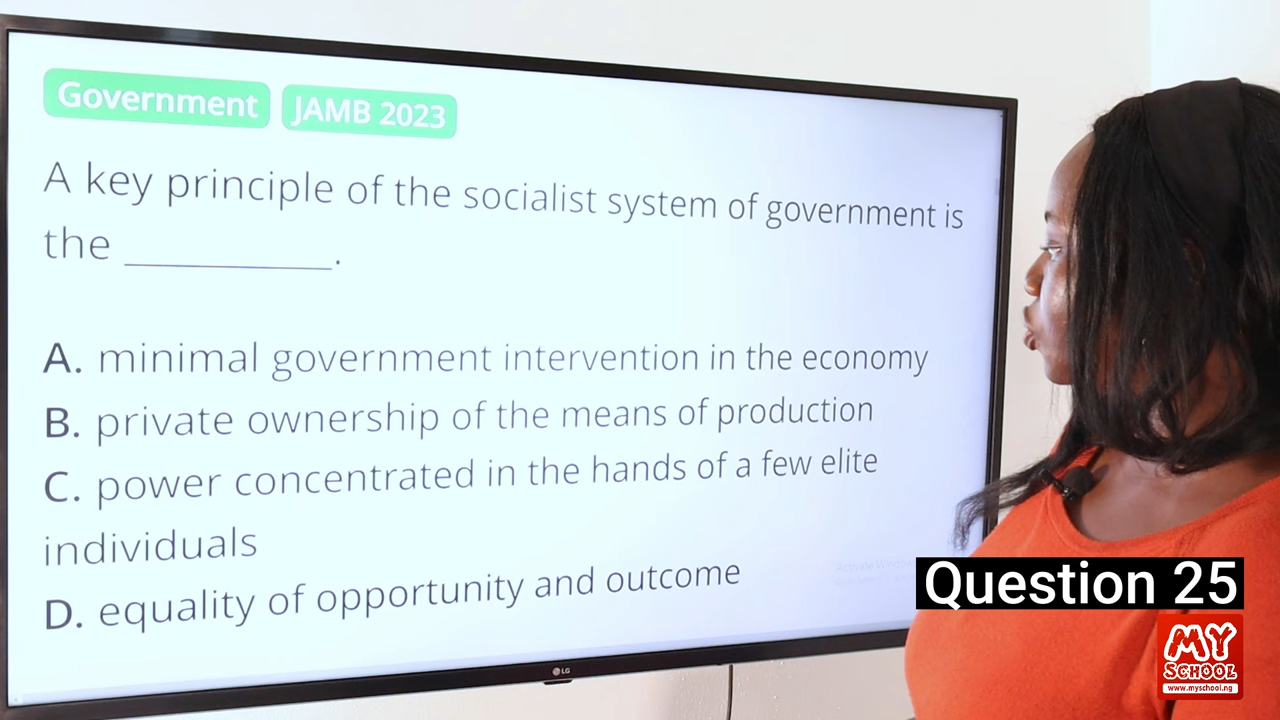 Government JAMB 2023
A key principle of the socialist system of government is
the __________.
A. minimal government intervention in the economy
B. private ownership of the means of production
C. power concentrated in the hands of a few elite
individuals
D. equality of opportunity and outcome
LG
Question 25
MY
SCHOOL
www.myschool.ng